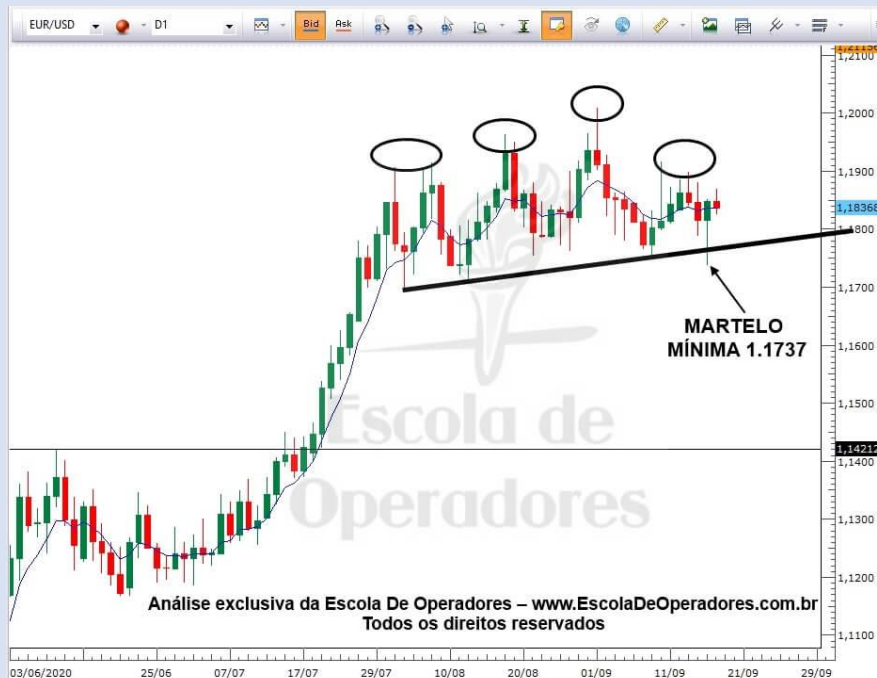 EUR/USD
D1
Bid
Ask
1,2100
1,2000
1,1900
1,18368
1,1800
1,1700
MARTELO
MÍNIMA 1.1737
1,1600
1,1500
Escola de
1,14212
1,1400
Operadores
1,1300
1,1200
Análise exclusiva da Escola De Operadores – www.EscolaDeOperadores.com.br
Todos os direitos reservados
1,1100
03/06/2020 25/06 07/07 17/07 29/07 10/08 20/08 01/09 11/09 21/09 29/09